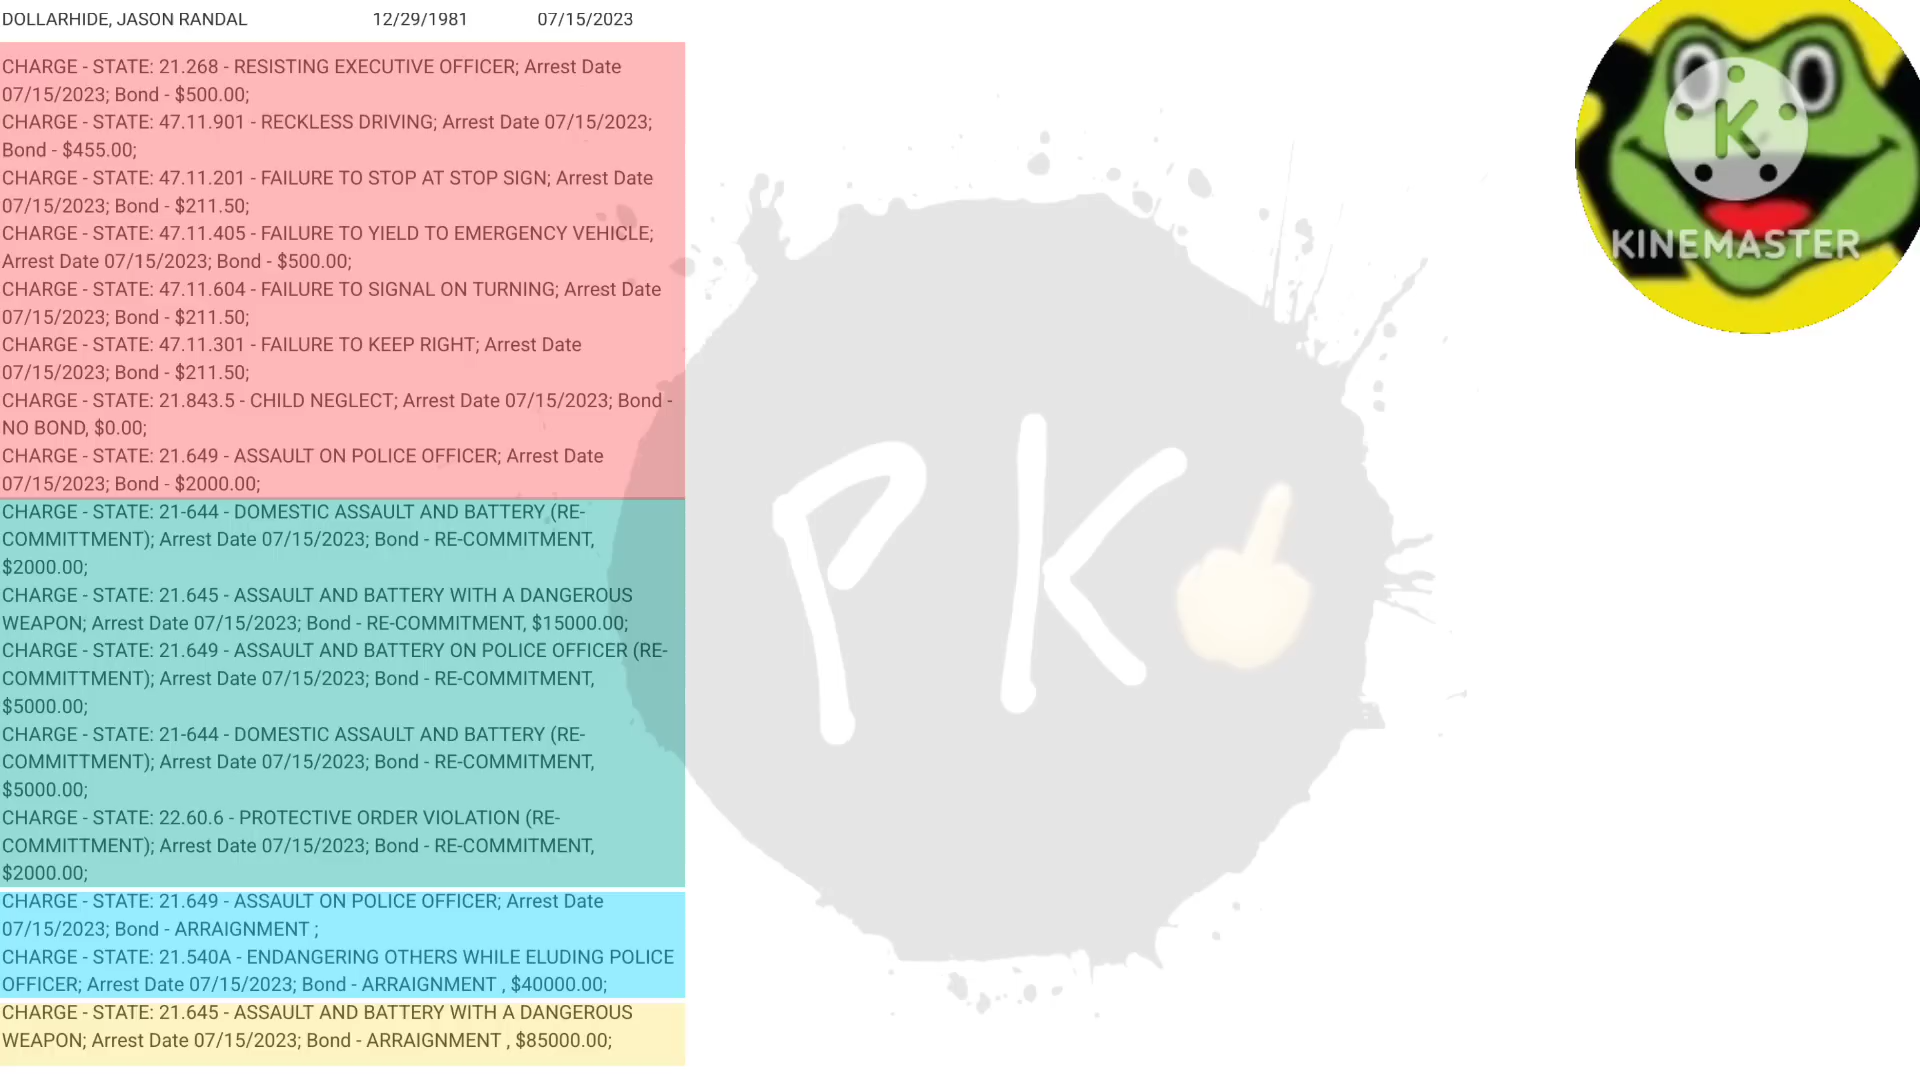 DOLLARHIDE, JASON RANDAL 12/29/1981 07/15/2023
CHARGE - STATE: 21.268 - RESISTING EXECUTIVE OFFICER; Arrest Date
07/15/2023; Bond - $500.00;
CHARGE - STATE: 47.11.901 - RECKLESS DRIVING; Arrest Date 07/15/2023;
Bond - $455.00;
CHARGE - STATE: 47.11.201 - FAILURE TO STOP AT STOP SIGN; Arrest Date
07/15/2023; Bond - $211.50;
CHARGE - STATE: 47.11.405 - FAILURE TO YIELD TO EMERGENCY VEHICLE;
Arrest Date 07/15/2023; Bond - $500.00;
CHARGE - STATE: 47.11.604 - FAILURE TO SIGNAL ON TURNING; Arrest Date
07/15/2023; Bond - $211.50;
CHARGE - STATE: 47.11.301 - FAILURE TO KEEP RIGHT; Arrest Date
07/15/2023; Bond - $211.50;
CHARGE - STATE: 21.843.5 - CHILD NEGLECT; Arrest Date 07/15/2023; Bond -
NO BOND, $0.00;
CHARGE - STATE: 21.649 - ASSAULT ON POLICE OFFICER; Arrest Date
07/15/2023; Bond - $2000.00;
CHARGE - STATE: 21-644 - DOMESTIC ASSAULT AND BATTERY (RE-
COMMITTMENT); Arrest Date 07/15/2023; Bond - RE-COMMITMENT,
$2000.00;
CHARGE - STATE: 21.645 - ASSAULT AND BATTERY WITH A DANGEROUS
WEAPON; Arrest Date 07/15/2023; Bond - RE-COMMITMENT, $15000.00;
CHARGE - STATE: 21.649 - ASSAULT AND BATTERY ON POLICE OFFICER (RE-
COMMITTMENT); Arrest Date 07/15/2023; Bond - RE-COMMITMENT,
$5000.00;
CHARGE - STATE: 21-644 - DOMESTIC ASSAULT AND BATTERY (RE-
COMMITTMENT); Arrest Date 07/15/2023; Bond - RE-COMMITMENT,
$5000.00;
CHARGE - STATE: 22.60.6 - PROTECTIVE ORDER VIOLATION (RE-
COMMITTMENT); Arrest Date 07/15/2023; Bond - RE-COMMITMENT,
$2000.00;
CHARGE - STATE: 21.649 - ASSAULT ON POLICE OFFICER; Arrest Date
07/15/2023; Bond - ARRAIGNMENT ;
CHARGE - STATE: 21.540A - ENDANGERING OTHERS WHILE ELUDING POLICE
OFFICER; Arrest Date 07/15/2023; Bond - ARRAIGNMENT , $40000.00;
CHARGE - STATE: 21.645 - ASSAULT AND BATTERY WITH A DANGEROUS
WEAPON; Arrest Date 07/15/2023; Bond - ARRAIGNMENT , $85000.00;
PK
K
KINEMASTER